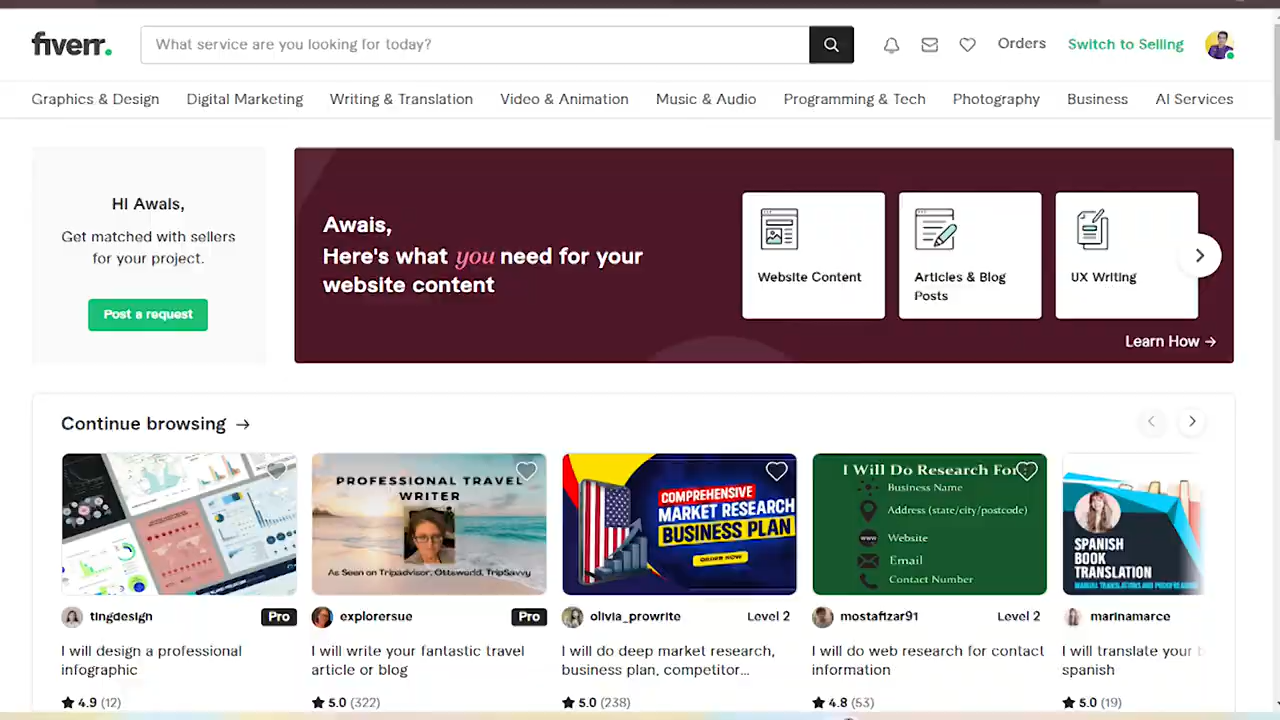 fiverr.
What service are you looking for today?
Orders
Switch to Selling
Graphics & Design
Digital Marketing
Writing & Translation
Video & Animation
Music & Audio
Programming & Tech
Photography
Business
AI Services
Hi Awais,
Get matched with sellers
for your project.
Post a request
Awais,
Here's what you need for your
website content
Website Content
Articles & Blog
Posts
UX Writing
Learn How →
Continue browsing →
PROFESSIONAL TRAVEL
WRITER
As Seen on Tripadvisor, Ottsworld, TripSavvy
COMPREHENSIVE
MARKET RESEARCH
BUSINESS PLAN
ORDER NOW
I Will Do Research For:
Business Name
Address (state/city/postcode)
www
Website
Email
Contact Number
SPANISH
BOOK
TRANSLATION
tingdesign
Pro
explorersue
Pro
olivia_prowrite
Level 2
mostafizar91
Level 2
marinamarce
I will design a professional
infographic
I will write your fantastic travel
article or blog
I will do deep market research,
business plan, competitor...
I will do web research for contact
information
I will translate your b
spanish
4.9 (12)
5.0 (322)
5.0 (238)
4.8 (53)
5.0 (19)